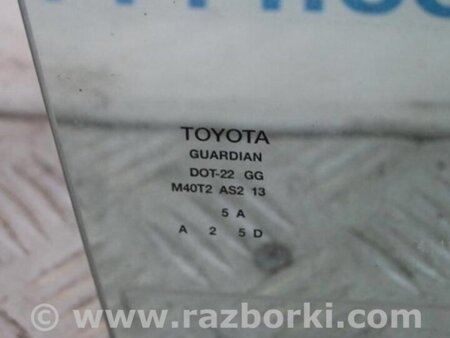 TOYOTA
GUARDIAN
DOT-22 GG
M40T2 AS2 13
5 A
A 2 5 D
www.razborki.com